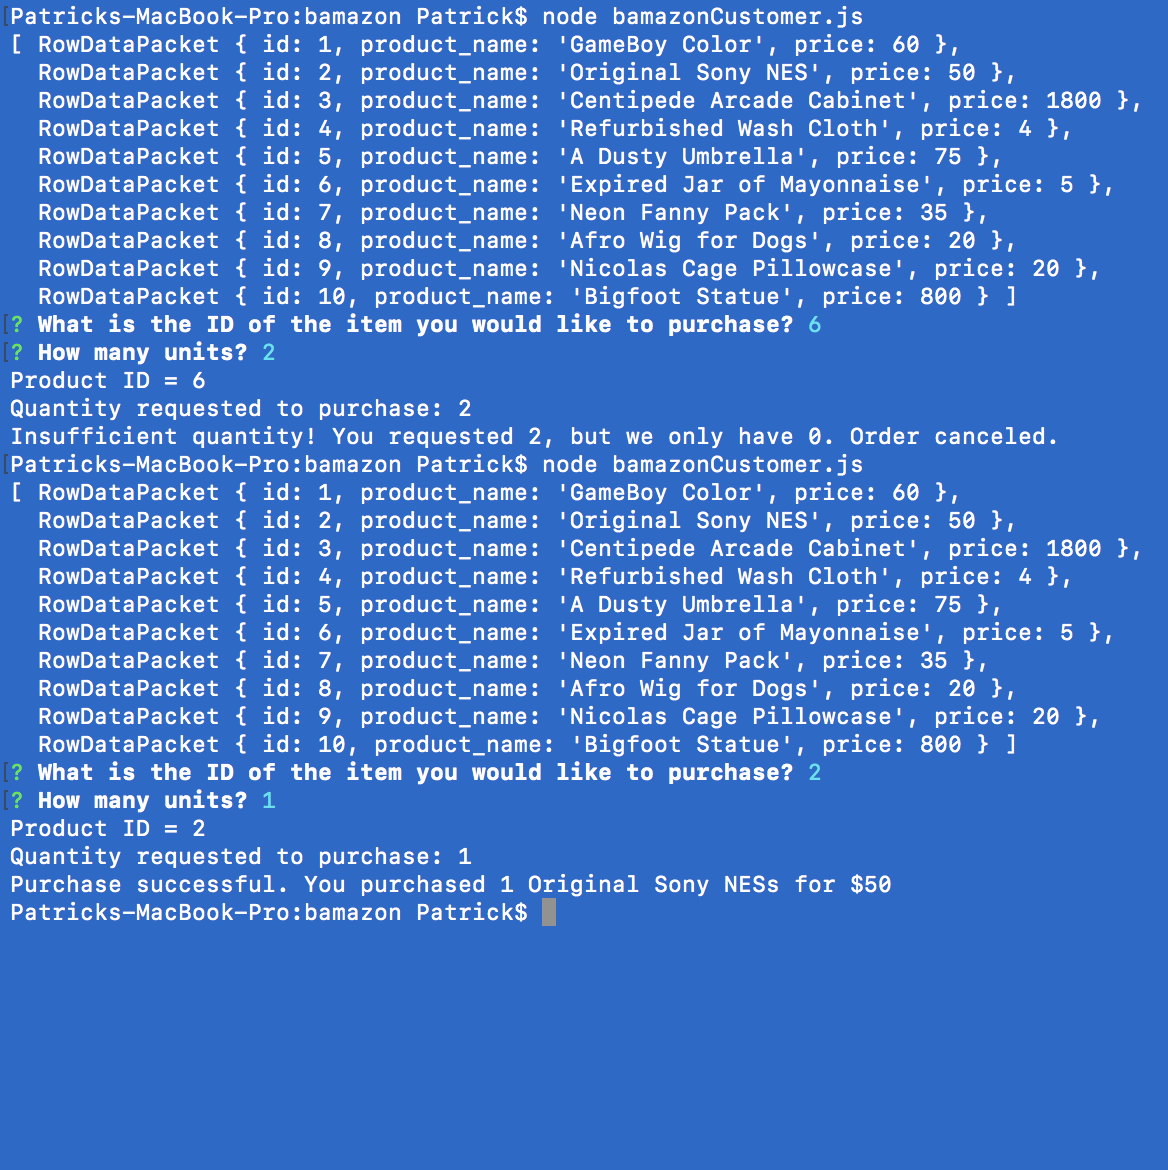 [Patricks-MacBook-Pro:bamazon Patrick$ node bamazonCustomer.js
[ RowDataPacket { id: 1, product_name: 'GameBoy Color', price: 60 },
  RowDataPacket { id: 2, product_name: 'Original Sony NES', price: 50 },
  RowDataPacket { id: 3, product_name: 'Centipede Arcade Cabinet', price: 1800 },
  RowDataPacket { id: 4, product_name: 'Refurbished Wash Cloth', price: 4 },
  RowDataPacket { id: 5, product_name: 'A Dusty Umbrella', price: 75 },
  RowDataPacket { id: 6, product_name: 'Expired Jar of Mayonnaise', price: 5 },
  RowDataPacket { id: 7, product_name: 'Neon Fanny Pack', price: 35 },
  RowDataPacket { id: 8, product_name: 'Afro Wig for Dogs', price: 20 },
  RowDataPacket { id: 9, product_name: 'Nicolas Cage Pillowcase', price: 20 },
  RowDataPacket { id: 10, product_name: 'Bigfoot Statue', price: 800 } ]
[? What is the ID of the item you would like to purchase? 6
[? How many units? 2
Product ID = 6
Quantity requested to purchase: 2
Insufficient quantity! You requested 2, but we only have 0. Order canceled.
[Patricks-MacBook-Pro:bamazon Patrick$ node bamazonCustomer.js
[ RowDataPacket { id: 1, product_name: 'GameBoy Color', price: 60 },
  RowDataPacket { id: 2, product_name: 'Original Sony NES', price: 50 },
  RowDataPacket { id: 3, product_name: 'Centipede Arcade Cabinet', price: 1800 },
  RowDataPacket { id: 4, product_name: 'Refurbished Wash Cloth', price: 4 },
  RowDataPacket { id: 5, product_name: 'A Dusty Umbrella', price: 75 },
  RowDataPacket { id: 6, product_name: 'Expired Jar of Mayonnaise', price: 5 },
  RowDataPacket { id: 7, product_name: 'Neon Fanny Pack', price: 35 },
  RowDataPacket { id: 8, product_name: 'Afro Wig for Dogs', price: 20 },
  RowDataPacket { id: 9, product_name: 'Nicolas Cage Pillowcase', price: 20 },
  RowDataPacket { id: 10, product_name: 'Bigfoot Statue', price: 800 } ]
[? What is the ID of the item you would like to purchase? 2
[? How many units? 1
Product ID = 2
Quantity requested to purchase: 1
Purchase successful. You purchased 1 Original Sony NESs for $50
Patricks-MacBook-Pro:bamazon Patrick$